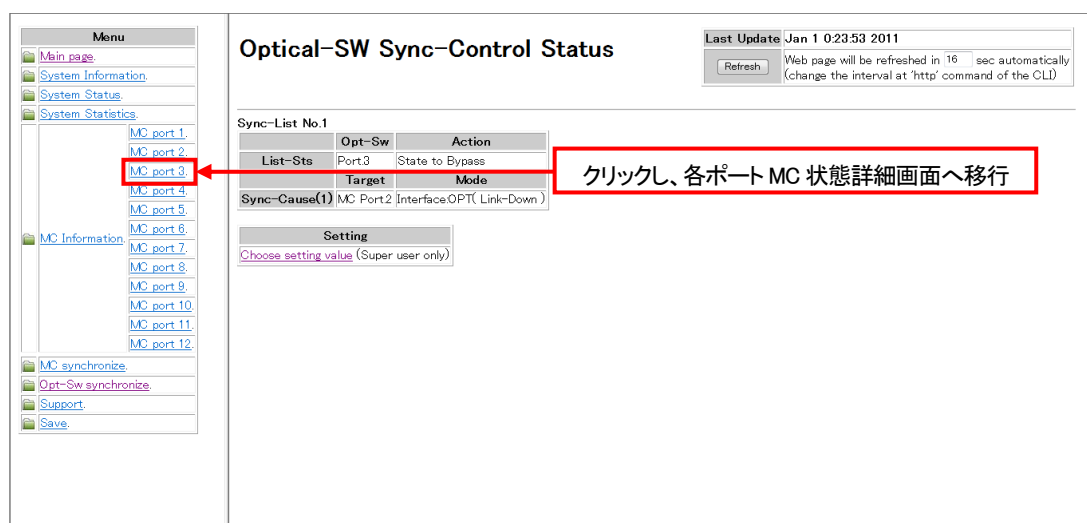 Menu
Main page.
System Information.
System Status.
System Statistics.
MC Information.
MC port 1.
MC port 2.
MC port 3.
MC port 4.
MC port 5.
MC port 6.
MC port 7.
MC port 8.
MC port 9.
MC port 10.
MC port 11.
MC port 12.
MC synchronize.
Opt-Sw synchronize.
Support.
Save.
Optical-SW Sync-Control Status
Last Update Jan 1 0:23:53 2011
Refresh Web page will be refreshed in 16 sec automatically
(change the interval at 'http' command of the CLI)
Sync-List No.1
Opt-Sw Action
List-Sts Port.3 State to Bypass
Target Mode
Sync-Cause(1) MC Port.2 Interface:OPT( Link-Down )
Setting
Choose setting value (Super user only)
クリックし、各ポート MC 状態詳細画面へ移行